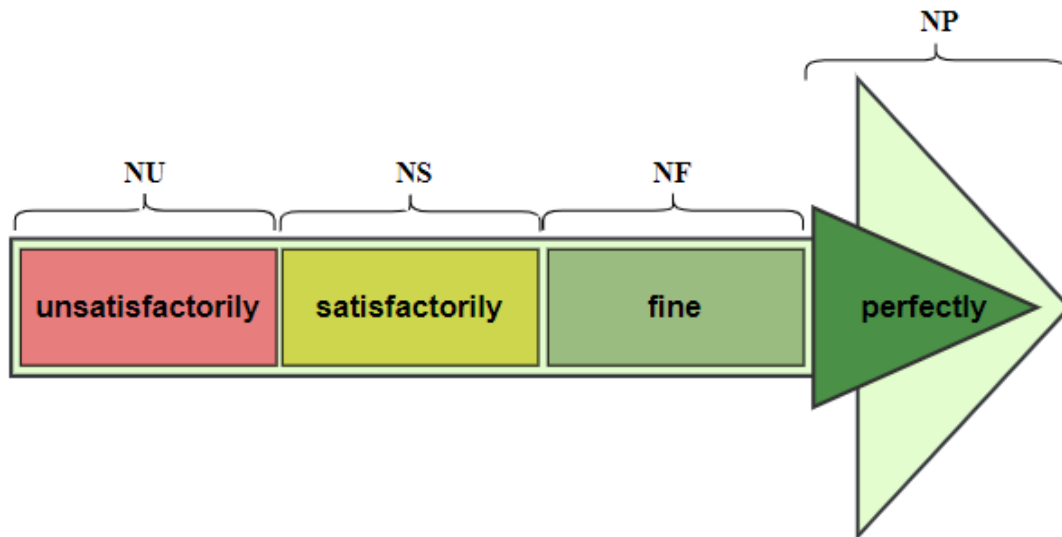 NP
NU
NS
NF
unsatisfactorily
satisfactorily
fine
perfectly